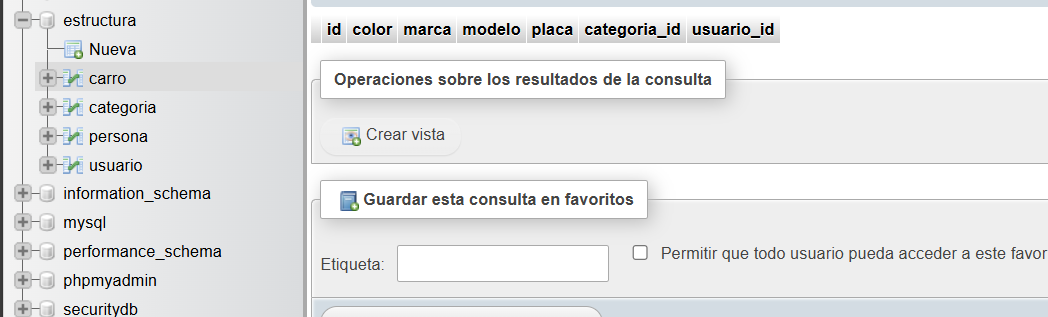 estructura
Nueva
carro
categoria
persona
usuario
information_schema
mysql
performance_schema
phpmyadmin
securitydb
id color marca modelo placa categoria_id usuario_id
Operaciones sobre los resultados de la consulta
Crear vista
Guardar esta consulta en favoritos
Etiqueta:
Permitir que todo usuario pueda acceder a este favor